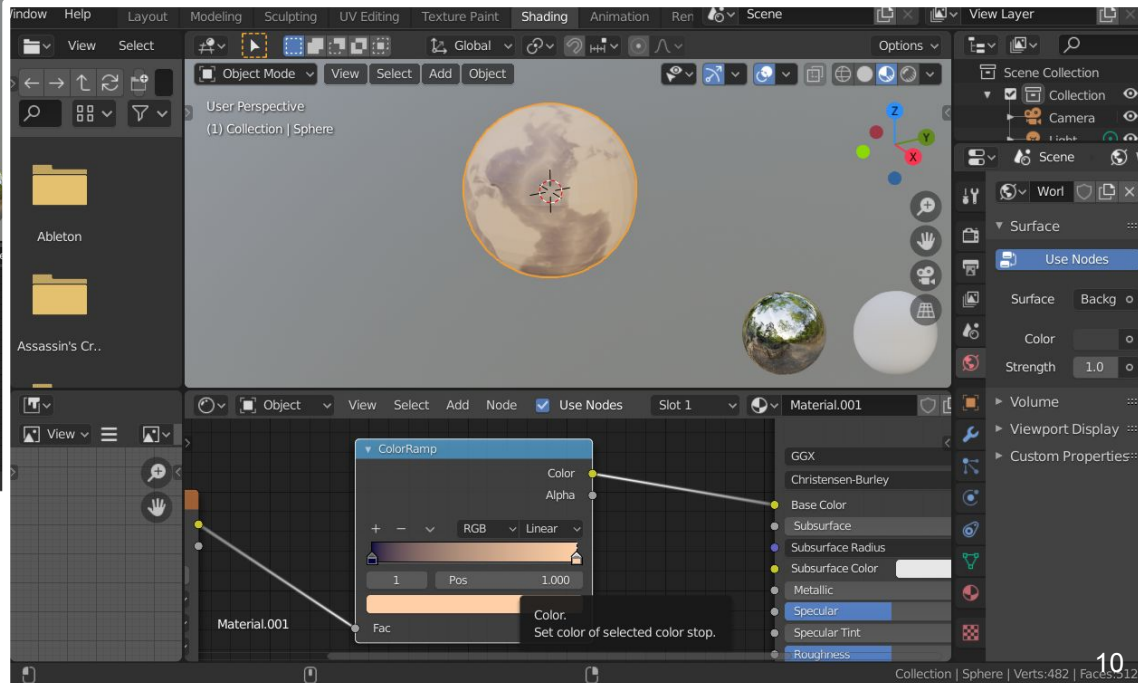 indow Help Layout Modeling Sculpting UV Editing Texture Paint Shading Animation Ren Scene View Layer
View Select Global Options
Object Mode View Select Add Object
User Perspective
(1) Collection | Sphere
Z
Y
X
Ableton
Assassin's Cr..
Scene Collection
Collection
Camera
Light
Scene
Worl
Surface
Use Nodes
Surface Backg
Color
Strength 1.0
Volume
Viewport Display
Custom Properties
Object View Select Add Node Use Nodes Slot 1 Material.001
View
ColorRamp
Color
Alpha
+ − RGB Linear
1 Pos 1.000
Fac
Color.
Set color of selected color stop.
Material.001
GGX
Christensen-Burley
Base Color
Subsurface
Subsurface Radius
Subsurface Color
Metallic
Specular
Specular Tint
Roughness
Collection | Sphere | Verts:482 | Faces:512
10